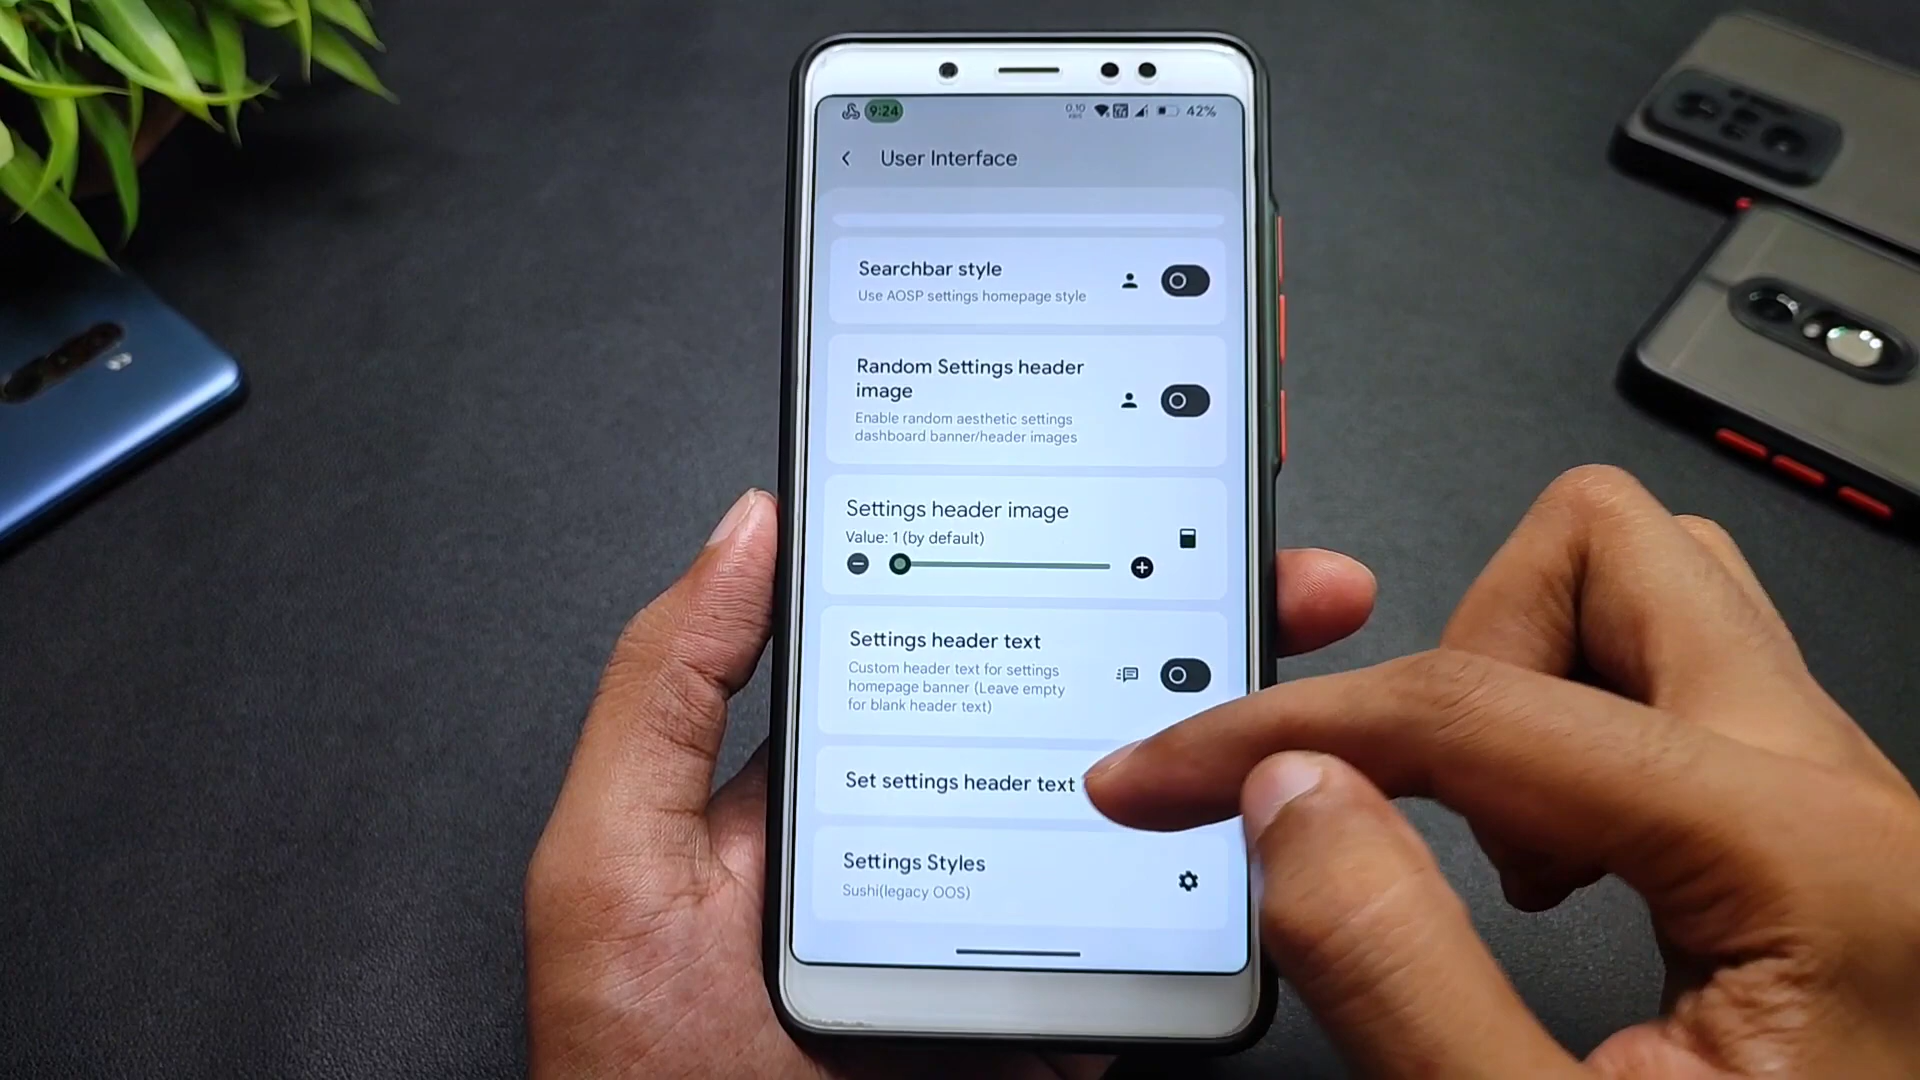 9:24
0.10
42%
User Interface
Searchbar style
Use AOSP settings homepage style
Random Settings header
image
Enable random aesthetic settings
dashboard banner/header images
Settings header image
Value: 1 (by default)
Settings header text
Custom header text for settings
homepage banner (Leave empty
for blank header text)
Set settings header text
Settings Styles
Sushi(legacy OOS)